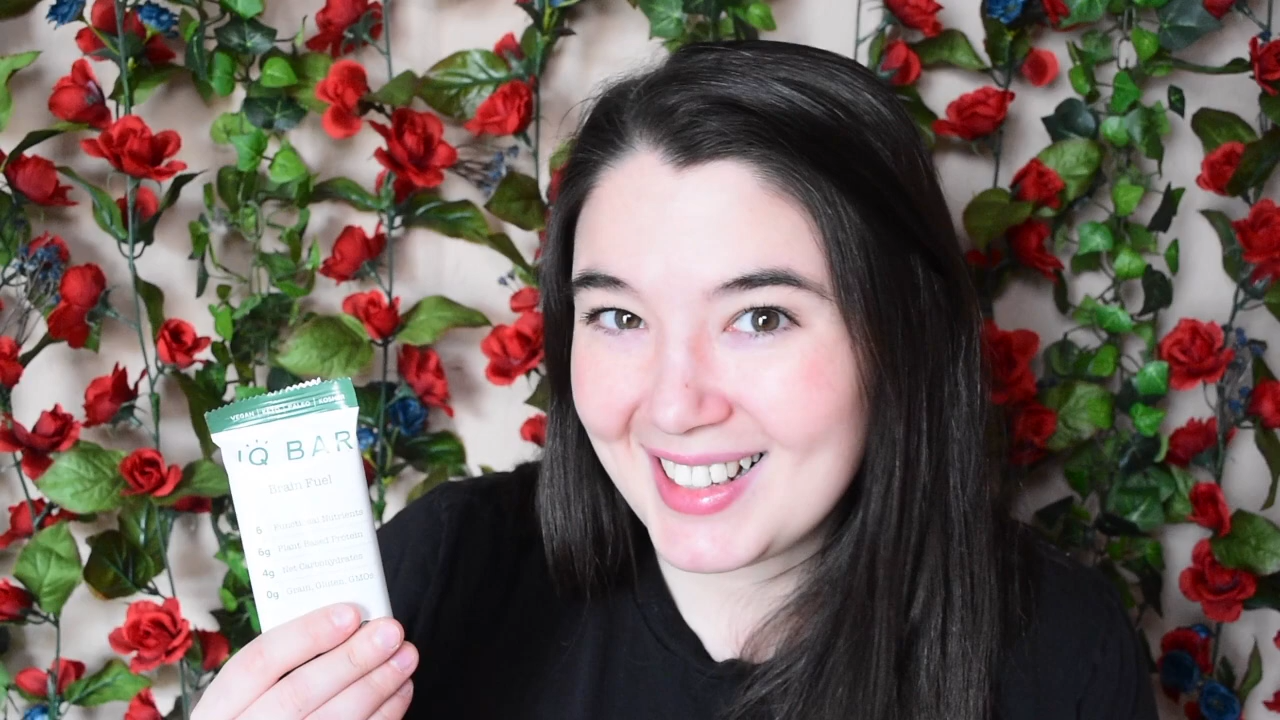 VEGAN | KETO | PALEO | KOSHER
IQ BAR
Brain Fuel
6 Functional Nutrients
6g Plant Based Protein
4g Net Carbohydrates
0g Grain, Gluten, GMOs